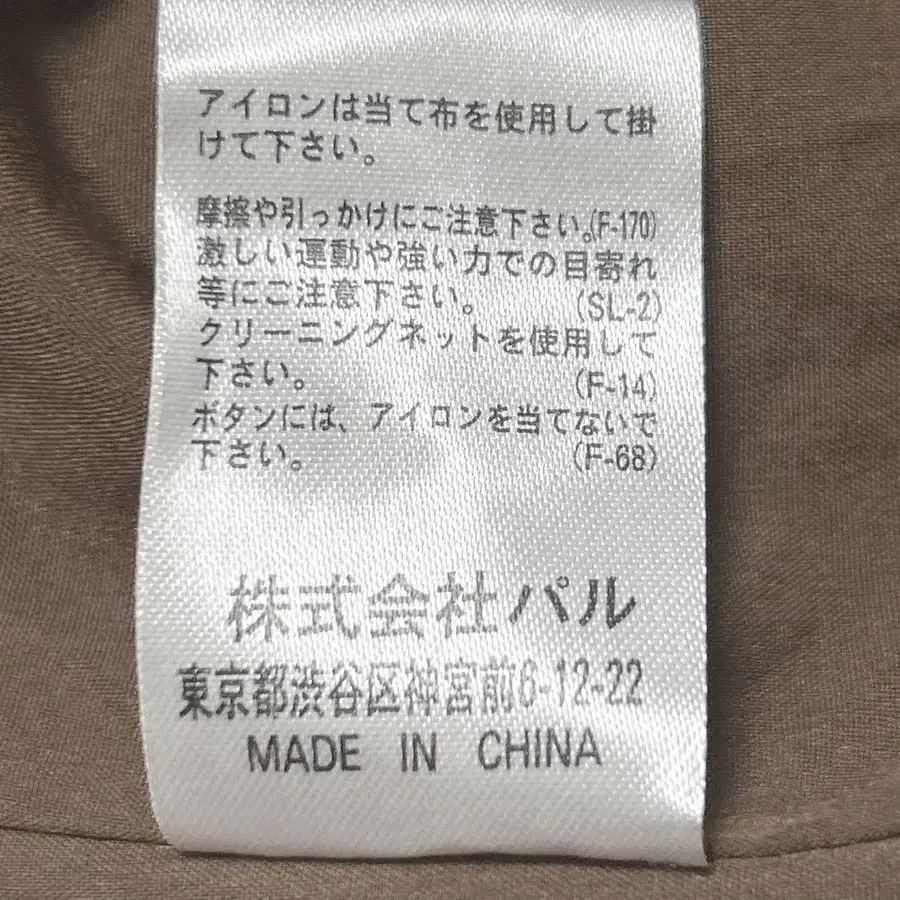 アイロンは当て布を使用して掛
けて下さい。
摩擦や引っかけにご注意下さい。(F-170)
激しい運動や強い力での目寄れ
等にご注意下さい。 (SL-2)
クリーニングネットを使用して
下さい。 (F-14)
ボタンには、アイロンを当てないで
下さい。 (F-68)
株式会社パル
東京都渋谷区神宮前6-12-22
MADE IN CHINA